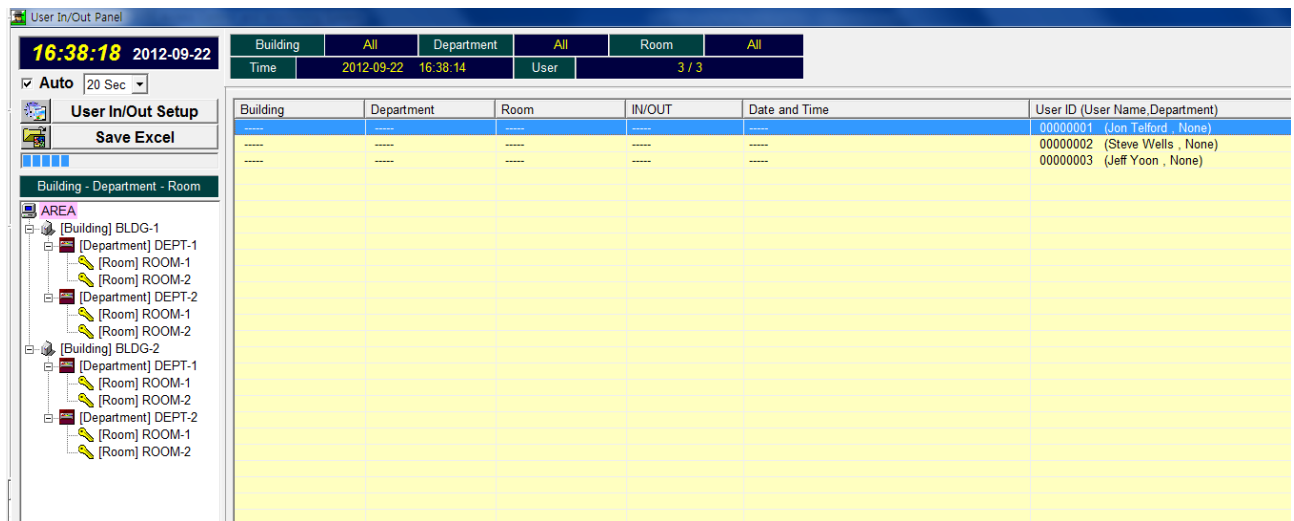 User In/Out Panel
16:38:18 2012-09-22
Auto 20 Sec
User In/Out Setup
Save Excel
Building - Department - Room
AREA
[Building] BLDG-1
[Department] DEPT-1
[Room] ROOM-1
[Room] ROOM-2
[Department] DEPT-2
[Room] ROOM-1
[Room] ROOM-2
[Building] BLDG-2
[Department] DEPT-1
[Room] ROOM-1
[Room] ROOM-2
[Department] DEPT-2
[Room] ROOM-1
[Room] ROOM-2
Building All Department All Room All
Time 2012-09-22 16:38:14 User 3 / 3
Building Department Room IN/OUT Date and Time User ID (User Name,Department)
----- ----- ----- ----- ----- 00000001 (Jon Telford , None)
----- ----- ----- ----- ----- 00000002 (Steve Wells , None)
----- ----- ----- ----- ----- 00000003 (Jeff Yoon , None)